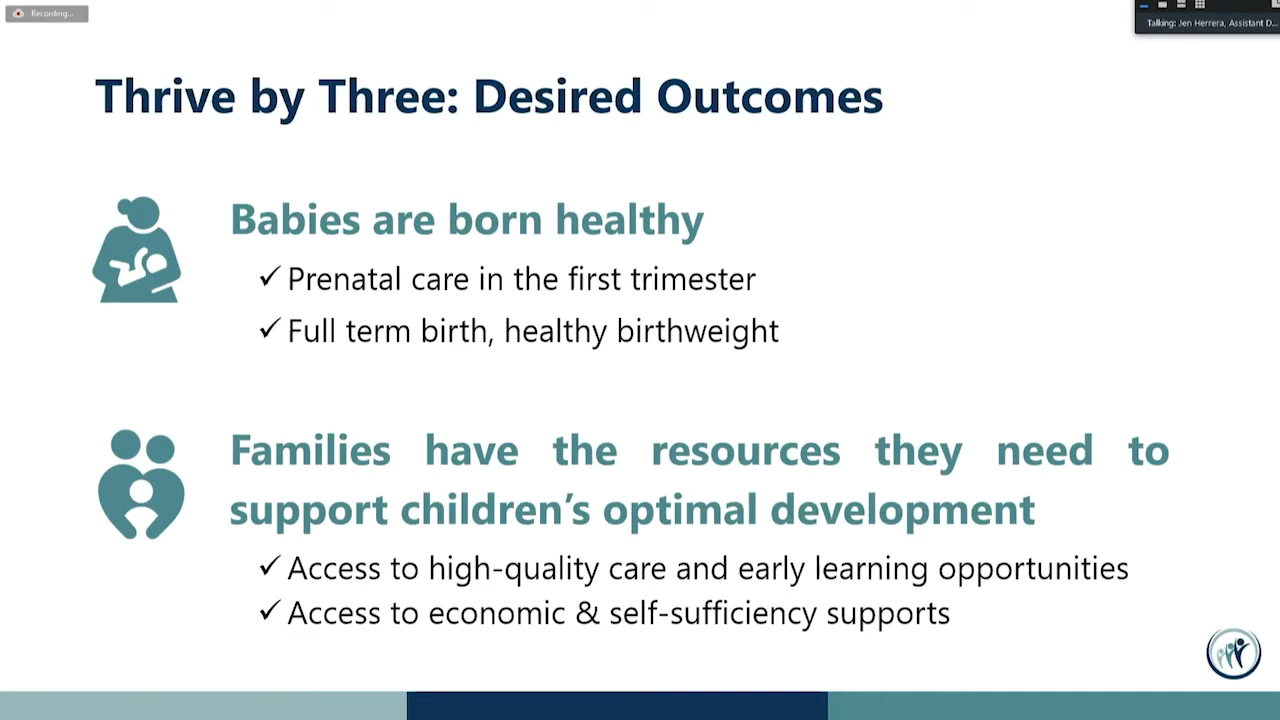 Recording...
Talking: Jen Herrera, Assistant D...
Thrive by Three: Desired Outcomes
Babies are born healthy
✓ Prenatal care in the first trimester
✓ Full term birth, healthy birthweight
Families have the resources they need to
support children’s optimal development
✓ Access to high-quality care and early learning opportunities
✓ Access to economic & self-sufficiency supports